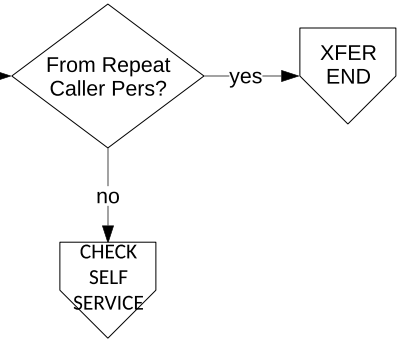 From Repeat
Caller Pers?
yes
XFER
END
no
CHECK
SELF
SERVICE